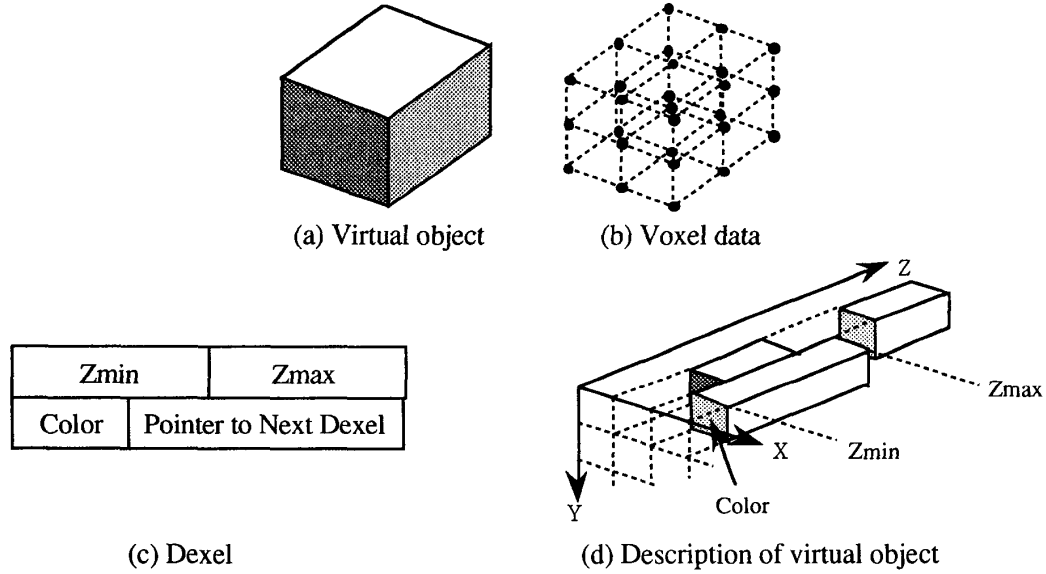 (a) Virtual object
(b) Voxel data
Zmin
Zmax
Color
Pointer to Next Dexel
Z
Zmax
X
Zmin
Color
Y
(c) Dexel
(d) Description of virtual object